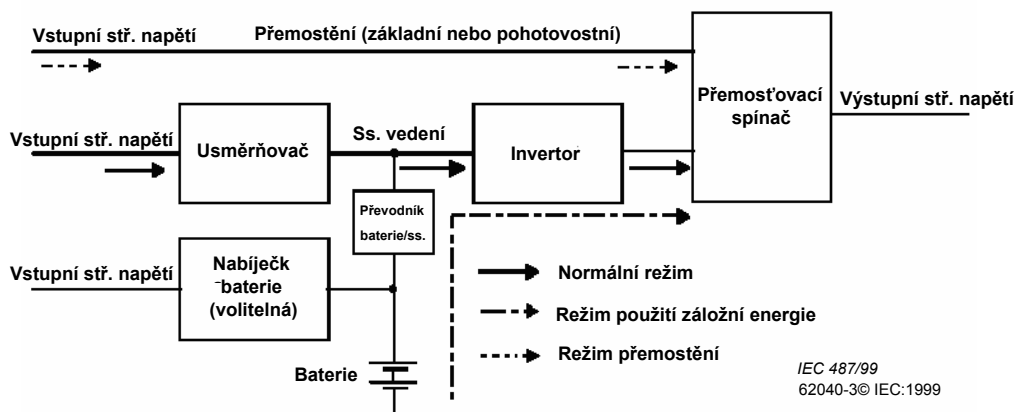 Vstupní stř. napětí
Přemostění (základní nebo pohotovostní)
Přemosťovací
spínač
Výstupní stř. napětí
Vstupní stř. napětí
Usměrňovač
Ss. vedení
Invertor
Převodník
baterie/ss.
Vstupní stř. napětí
Nabíječk
baterie
(volitelná)
Baterie
Normální režim
Režim použití záložní energie
Režim přemostění
IEC 487/99
62040-3© IEC:1999